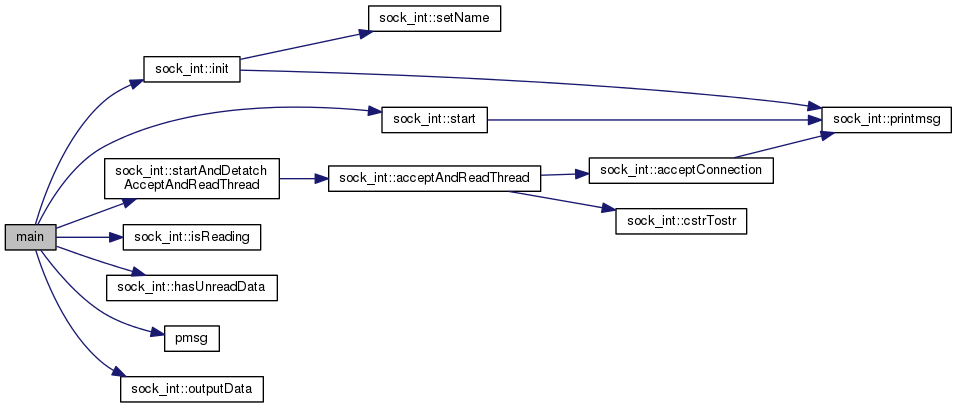 sock_int::setName
sock_int::init
sock_int::start
sock_int::printmsg
sock_int::startAndDetatch
AcceptAndReadThread
sock_int::acceptAndReadThread
sock_int::acceptConnection
sock_int::cstrTostr
main
sock_int::isReading
sock_int::hasUnreadData
pmsg
sock_int::outputData